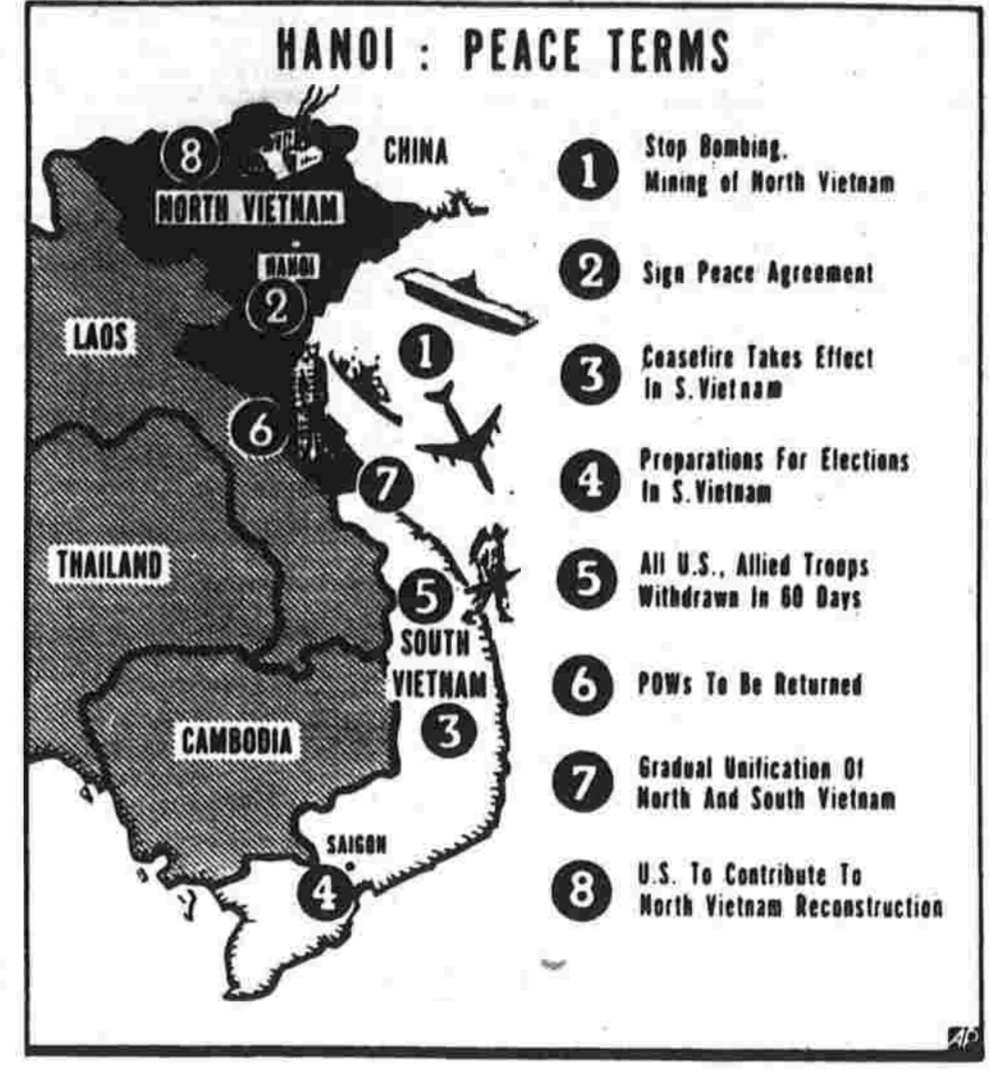 HANOI : PEACE TERMS
8
CHINA
NORTH VIETNAM
HANOI
2
LAOS
1
6
7
THAILAND
5
SOUTH
VIETNAM
3
CAMBODIA
SAIGON
4
1 Stop Bombing,
Mining of North Vietnam
2 Sign Peace Agreement
3 Ceasefire Takes Effect
In S. Vietnam
4 Preparations For Elections
In S. Vietnam
5 All U.S., Allied Troops
Withdrawn In 60 Days
6 POWs To Be Returned
7 Gradual Unification Of
North And South Vietnam
8 U.S. To Contribute To
North Vietnam Reconstruction
AP